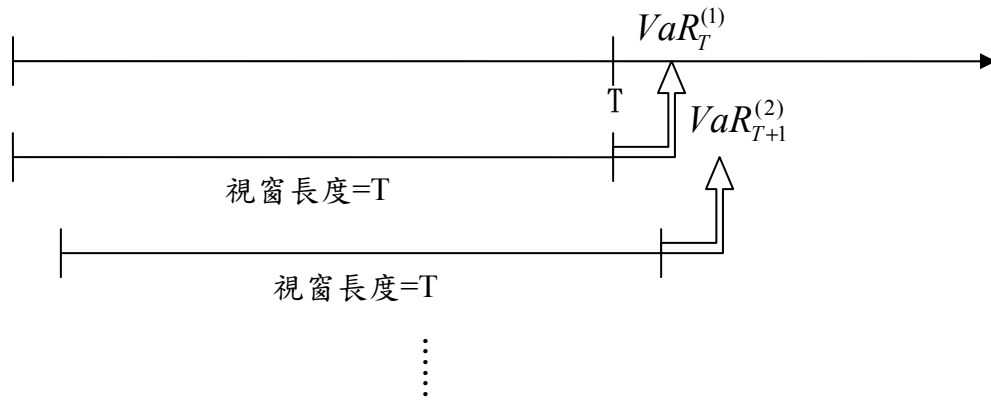 VaR_T^{(1)}
T
VaR_{T+1}^{(2)}
視窗長度=T
視窗長度=T